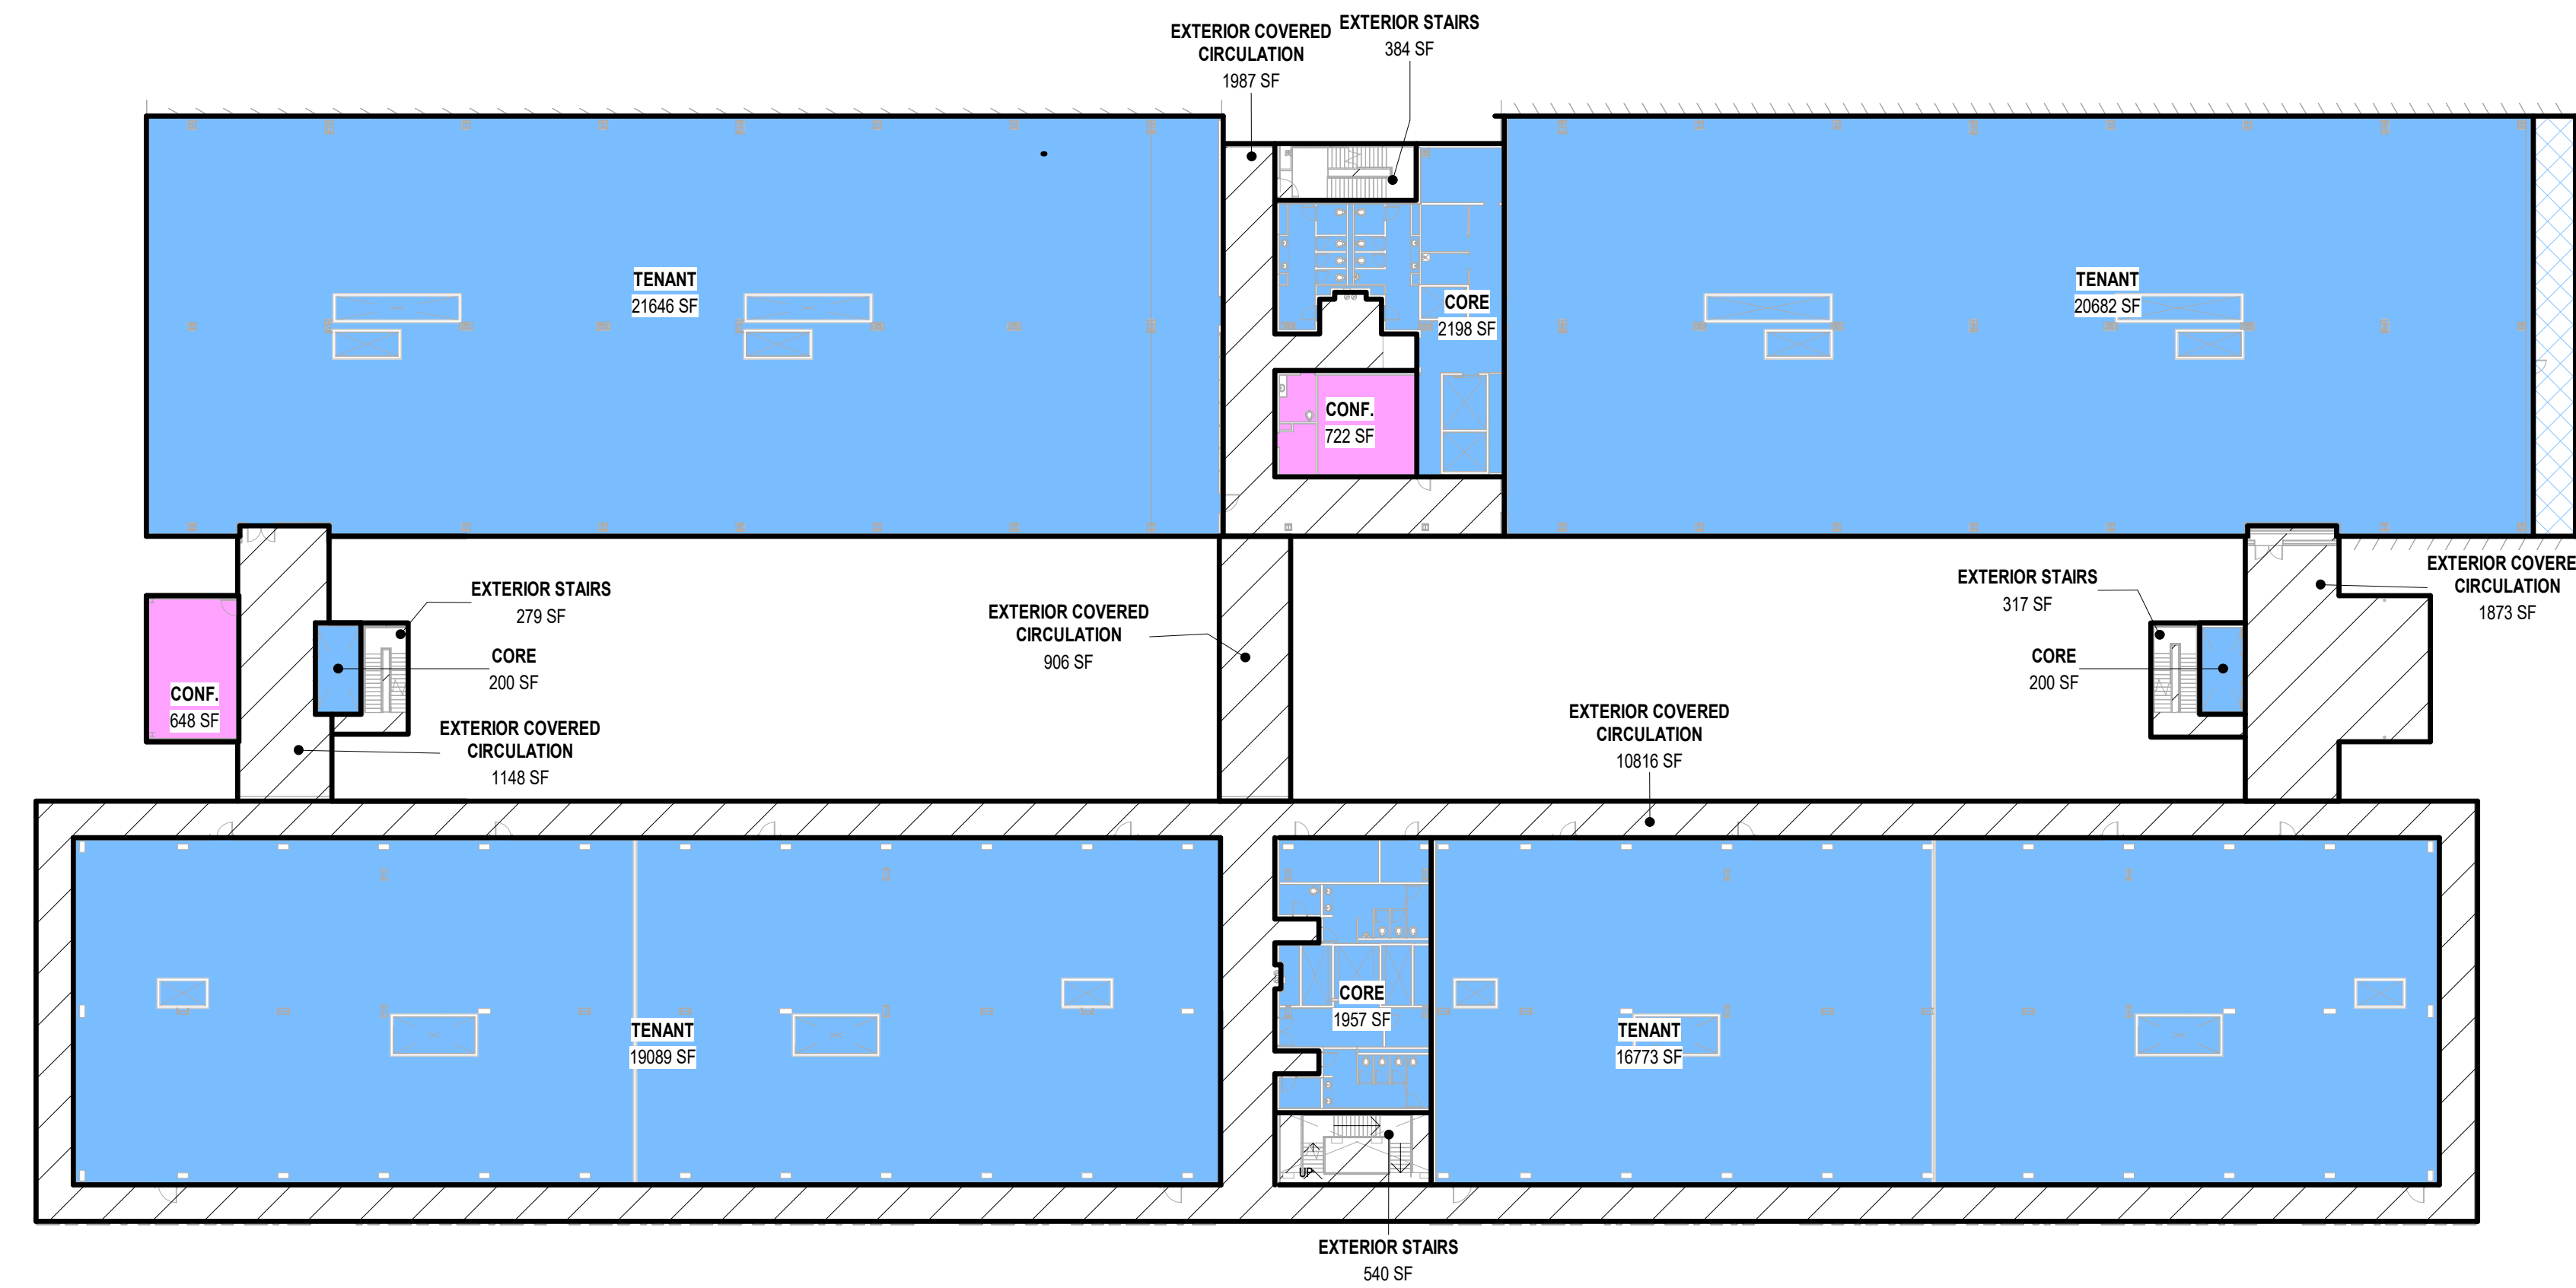 EXTERIOR COVERED
CIRCULATION
1987 SF
EXTERIOR STAIRS
384 SF
TENANT
21646 SF
CORE
2198 SF
TENANT
20682 SF
CONF.
722 SF
EXTERIOR STAIRS
279 SF
CORE
200 SF
CONF.
648 SF
EXTERIOR COVERED
CIRCULATION
1148 SF
EXTERIOR COVERED
CIRCULATION
906 SF
EXTERIOR STAIRS
317 SF
CORE
200 SF
EXTERIOR COVERE
CIRCULATION
1873 SF
EXTERIOR COVERED
CIRCULATION
10816 SF
TENANT
19089 SF
CORE
1957 SF
TENANT
16773 SF
UP
EXTERIOR STAIRS
540 SF